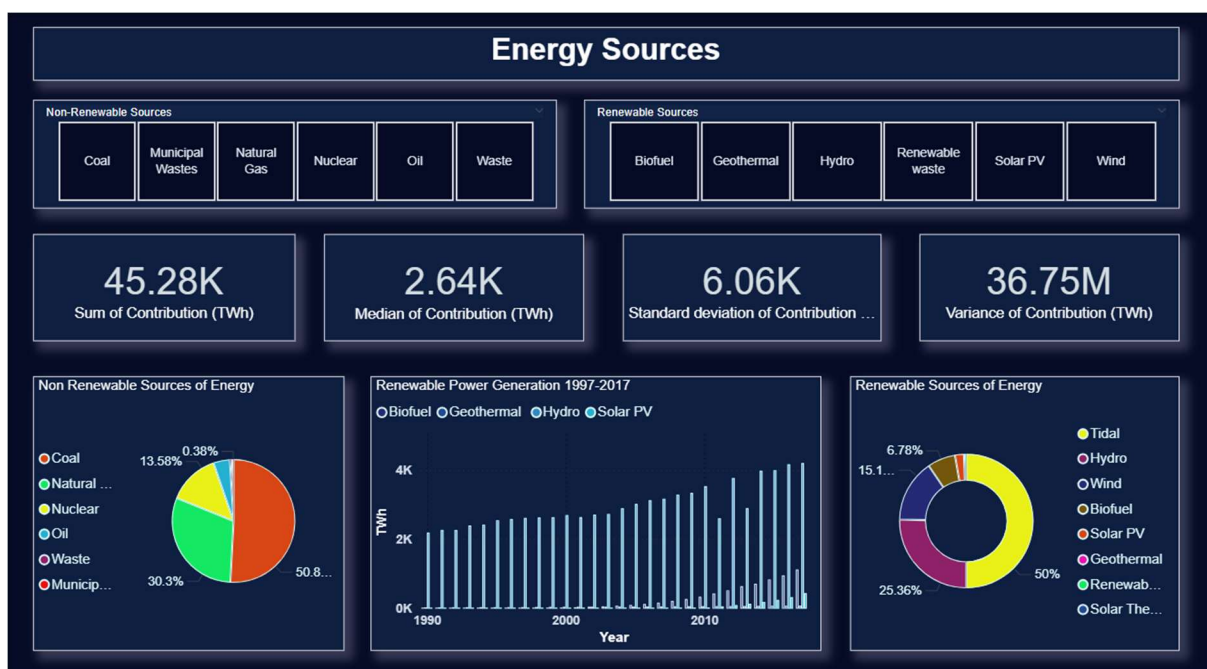 Energy Sources
Non-Renewable Sources
Coal
Municipal
Wastes
Natural
Gas
Nuclear
Oil
Waste
Renewable Sources
Biofuel
Geothermal
Hydro
Renewable
waste
Solar PV
Wind
45.28K
Sum of Contribution (TWh)
2.64K
Median of Contribution (TWh)
6.06K
Standard deviation of Contribution ...
36.75M
Variance of Contribution (TWh)
Non Renewable Sources of Energy
Coal
Natural ...
Nuclear
Oil
Waste
Municip...
0.38%
13.58%
30.3%
50.8...
Renewable Power Generation 1997-2017
Biofuel Geothermal Hydro Solar PV
TWh
4K
2K
0K
1990 2000 2010
Year
Renewable Sources of Energy
6.78%
15.1...
25.36%
50%
Tidal
Hydro
Wind
Biofuel
Solar PV
Geothermal
Renewab...
Solar The...